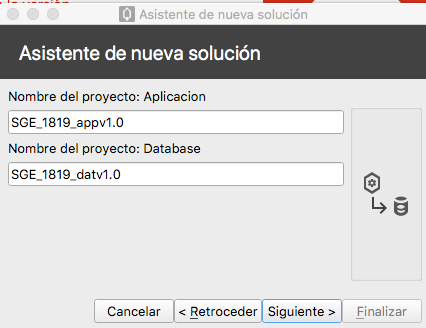 Asistente de nueva solución
Asistente de nueva solución
Nombre del proyecto: Aplicacion
SGE_1819_appv1.0
Nombre del proyecto: Database
SGE_1819_datv1.0
Cancelar
< Retroceder
Siguiente >
Finalizar